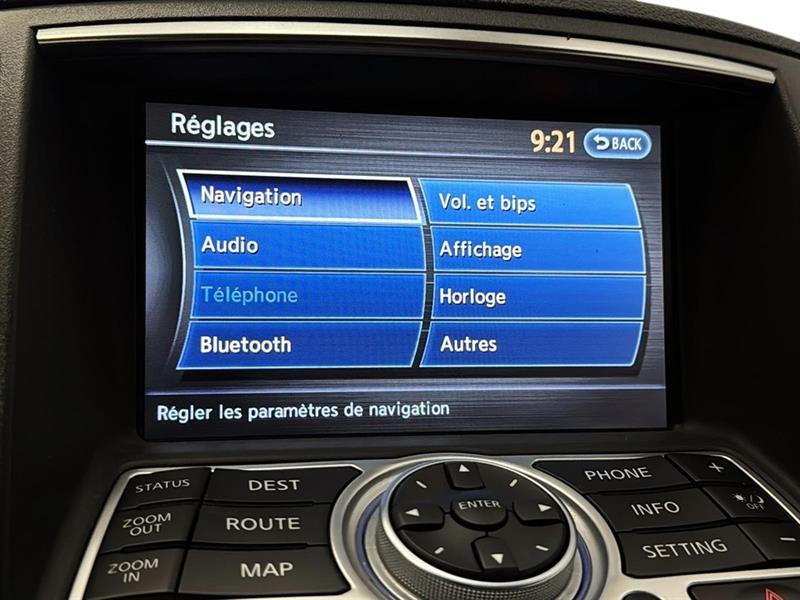 Réglages
9:21
BACK
Navigation
Vol. et bips
Audio
Affichage
Téléphone
Horloge
Bluetooth
Autres
Régler les paramètres de navigation
STATUS
DEST
ZOOM OUT
ROUTE
ZOOM IN
MAP
ENTER
PHONE
+
INFO
OFF
SETTING
-